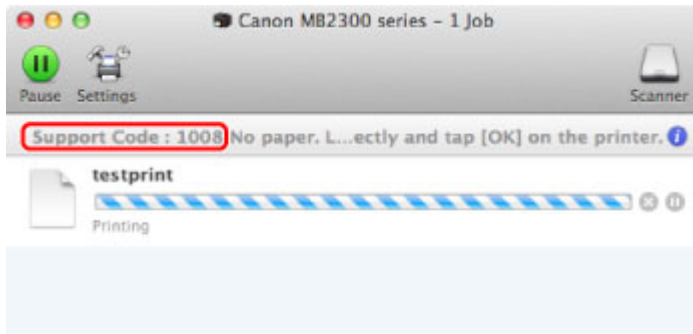 Canon MB2300 series – 1 Job
Pause Settings Scanner
Support Code : 1008 No paper. L...ectly and tap [OK] on the printer.
testprint
Printing